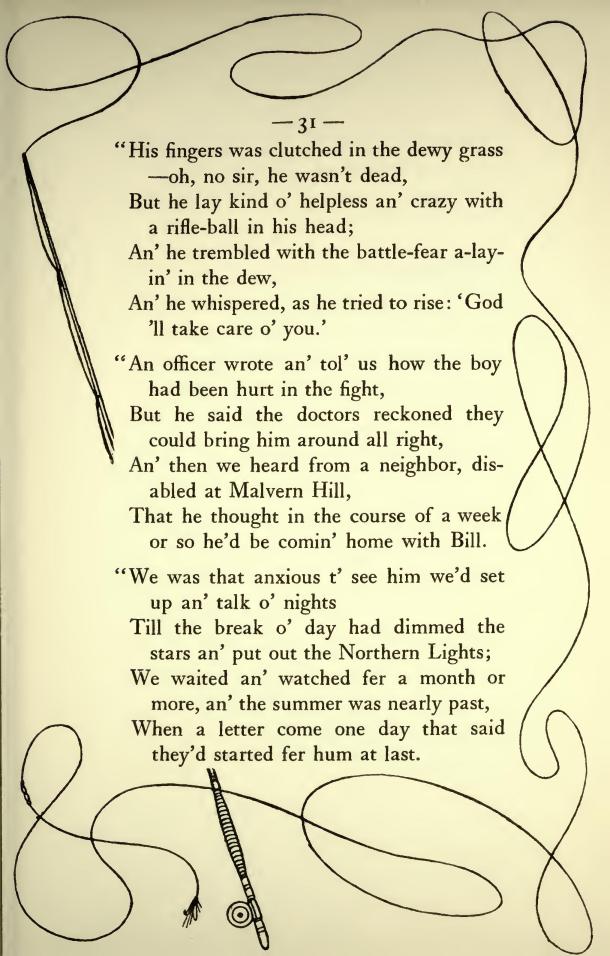 — 31 —
“His fingers was clutched in the dewy grass
—oh, no sir, he wasn't dead,
But he lay kind o' helpless an' crazy with
a rifle-ball in his head;
An' he trembled with the battle-fear a-lay-
in' in the dew,
An' he whispered, as he tried to rise: ‘God
'll take care o' you.’
“An officer wrote an' tol' us how the boy
had been hurt in the fight,
But he said the doctors reckoned they
could bring him around all right,
An' then we heard from a neighbor, dis-
abled at Malvern Hill,
That he thought in the course of a week
or so he'd be comin' home with Bill.
“We was that anxious t' see him we'd set
up an' talk o' nights
Till the break o' day had dimmed the
stars an' put out the Northern Lights;
We waited an' watched fer a month or
more, an' the summer was nearly past,
When a letter come one day that said
they'd started fer hum at last.